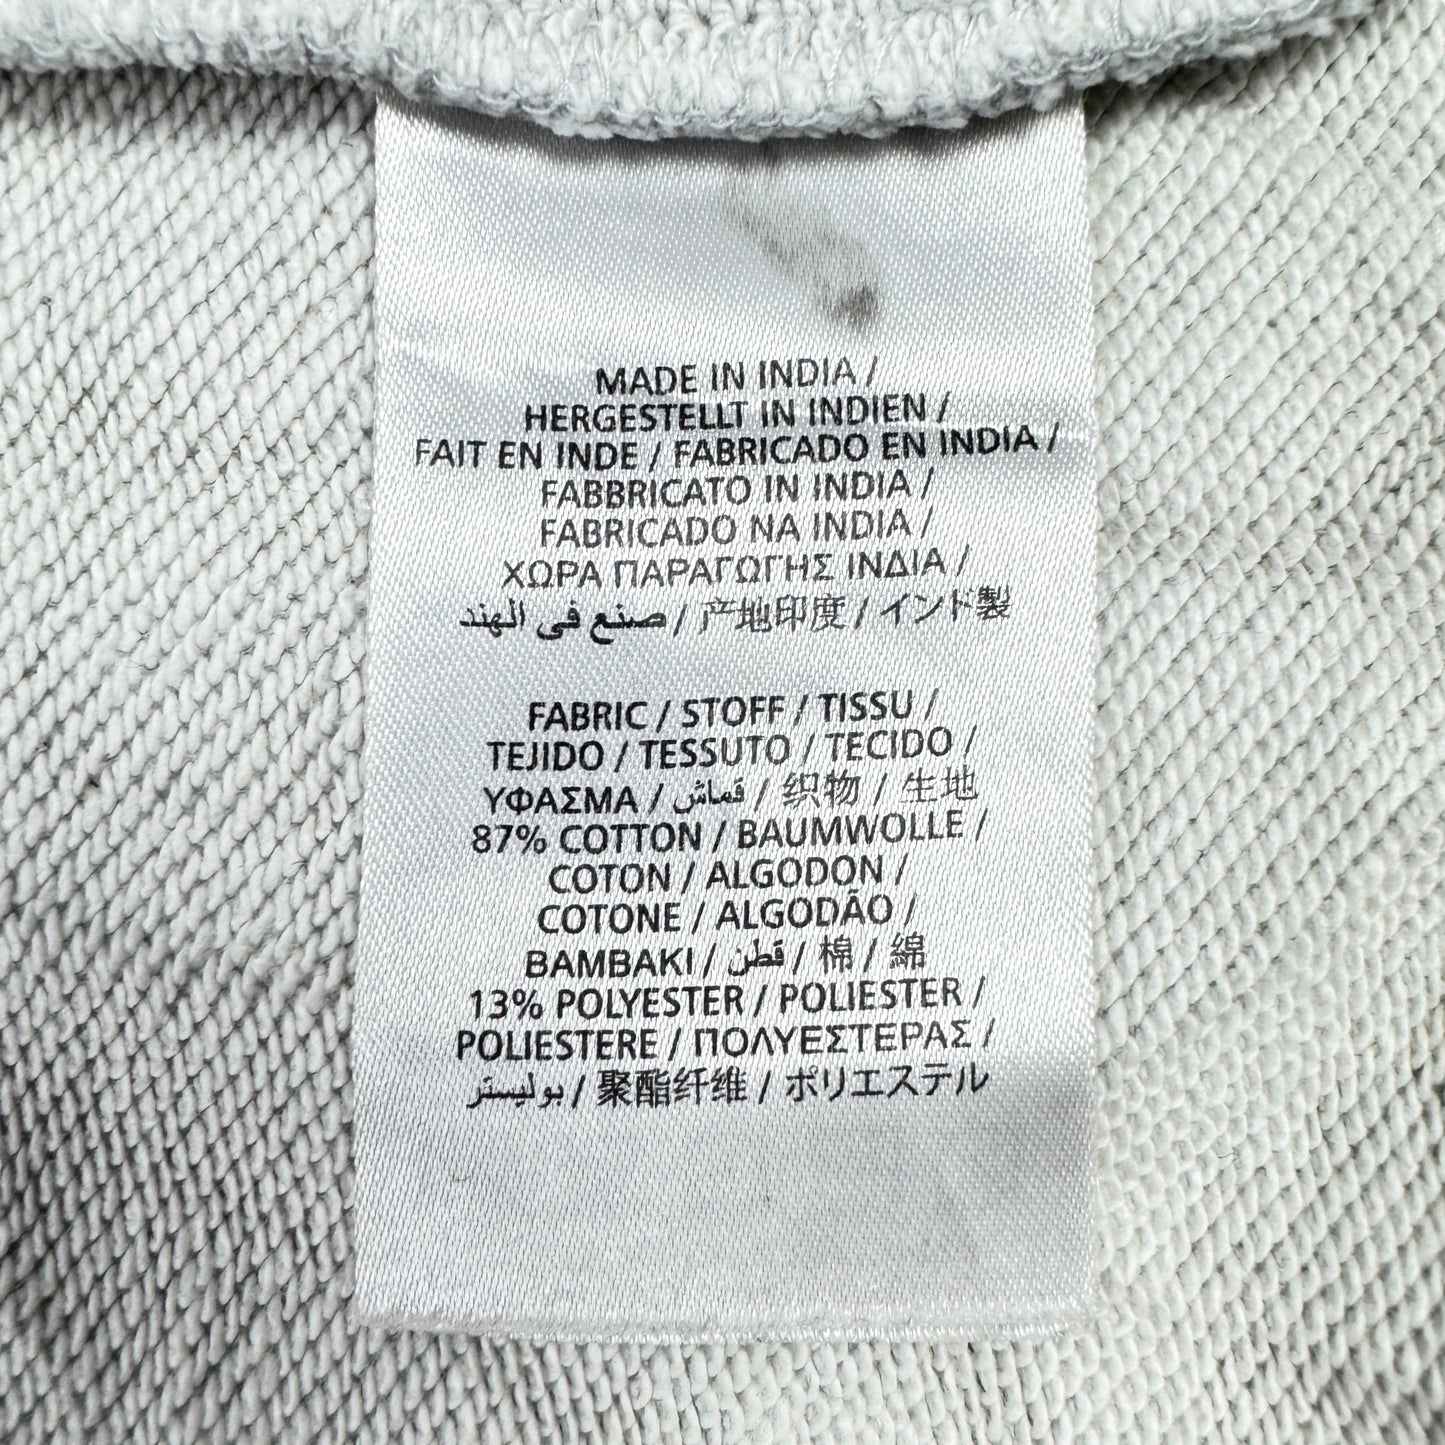 MADE IN INDIA /
HERGESTELLT IN INDIEN /
FAIT EN INDE / FABRICADO EN INDIA /
FABBRICATO IN INDIA /
FABRICADO NA INDIA /
ΧΩΡΑ ΠΑΡΑΓΩΓΗΣ ΙΝΔΙΑ /
صنع في الهند / 产地印度 / インド製
FABRIC / STOFF / TISSU /
TEJIDO / TESSUTO / TECIDO /
ΥΦΑΣΜΑ / قماش / 织物 / 生地
87% COTTON / BAUMWOLLE /
COTON / ALGODON /
COTONE / ALGODÃO /
ΒΑΜΒΑΚΙ / قطن / 棉 / 綿
13% POLYESTER / POLIESTER /
POLIESTERE / ΠΟΛΥΕΣΤΕΡΑΣ /
بوليستر / 聚酯纤维 / ポリエステル